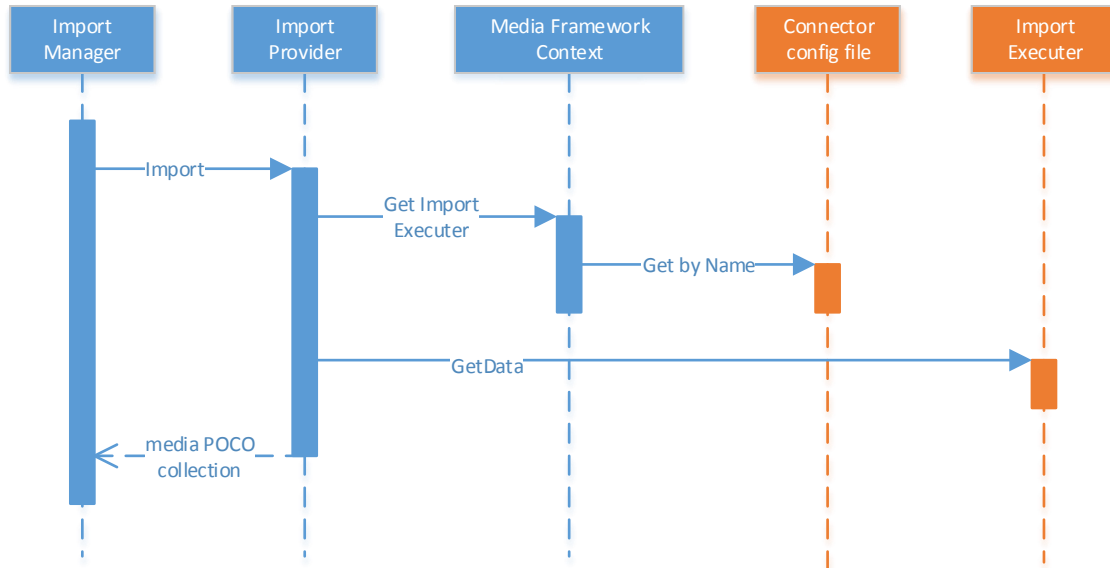 Import
Manager
Import
Provider
Media Framework
Context
Connector
config file
Import
Executer
Import
Get Import
Executer
Get by Name
GetData
media POCO
collection